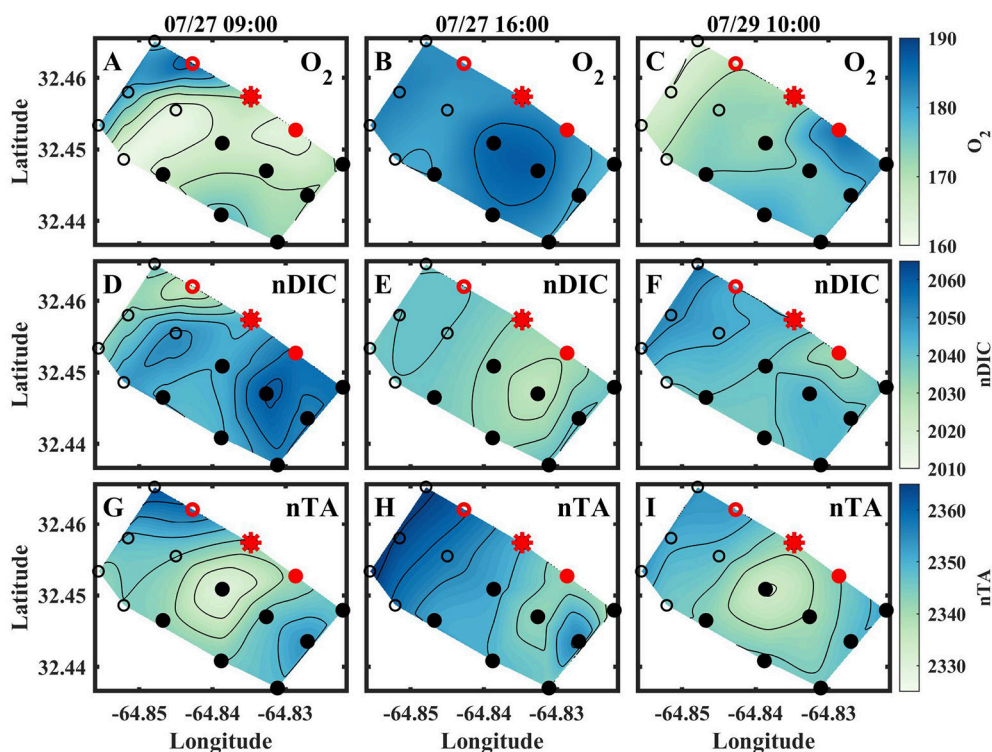 07/27 09:00 07/27 16:00 07/29 10:00
A O2 B O2 C O2
32.46
32.45
32.44
Latitude
190
180
170
160
O2
D nDIC E nDIC F nDIC
32.46
32.45
32.44
Latitude
2060
2050
2040
2030
2020
2010
nDIC
G nTA H nTA I nTA
32.46
32.45
32.44
Latitude
2360
2350
2340
2330
nTA
-64.85 -64.84 -64.83 -64.85 -64.84 -64.83 -64.85 -64.84 -64.83
Longitude Longitude Longitude